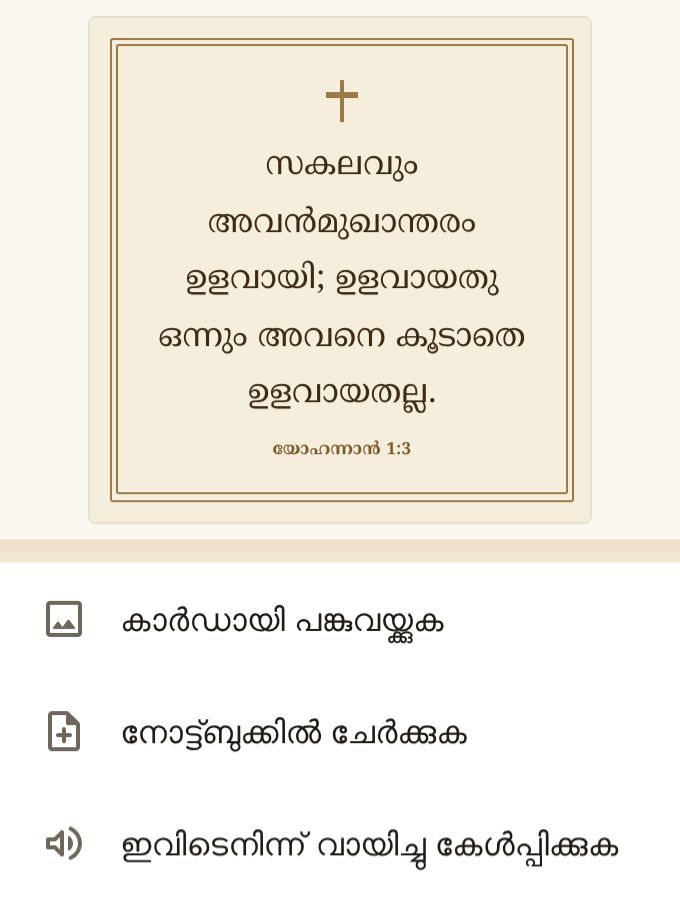 സകലവും
അവൻമുഖാന്തരം
ഉളവായി; ഉളവായതു
ഒന്നും അവനെ കൂടാതെ
ഉളവായതല്ല.
യോഹന്നാൻ 1:3
കാർഡായി പങ്കുവയ്ക്കുക
നോട്ട്ബുക്കിൽ ചേർക്കുക
ഇവിടെനിന്ന് വായിച്ചു കേൾപ്പിക്കുക